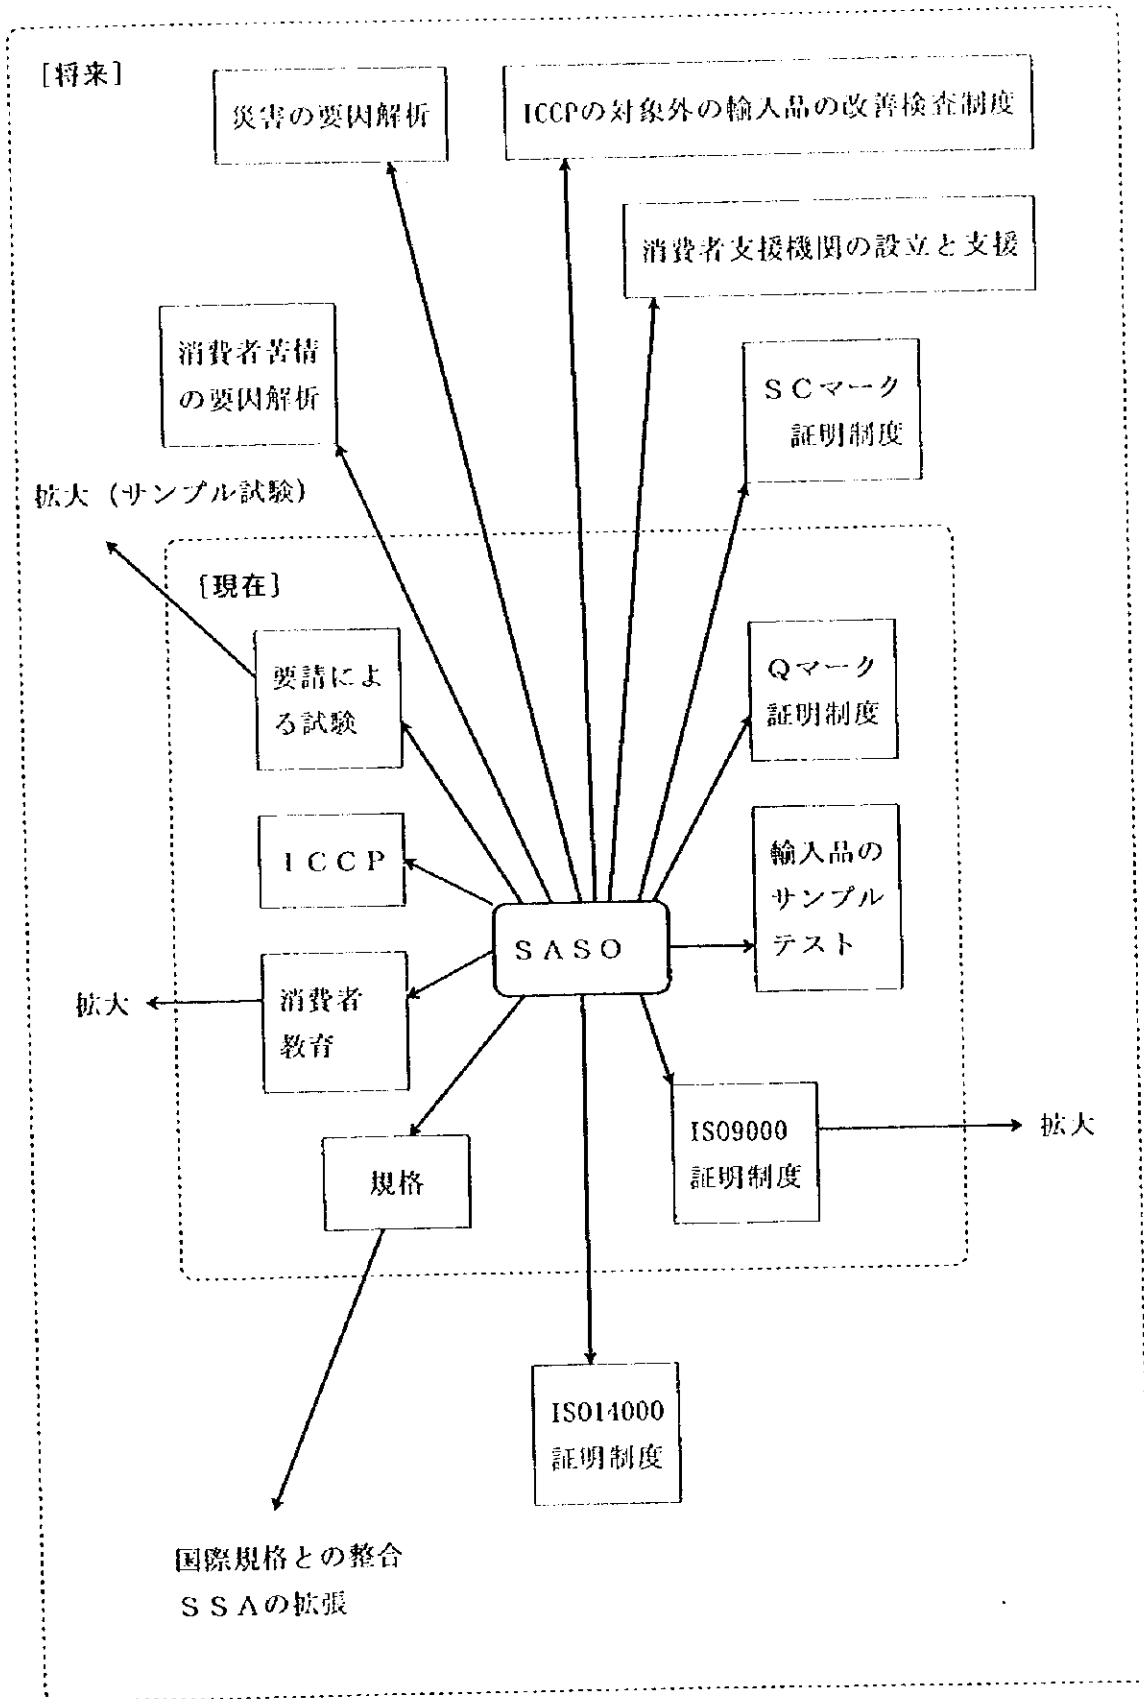 [将来]
災害の要因解析
ICCPの対象外の輸入品の改善検査制度
消費者支援機関の設立と支援
消費者苦情
の要因解析
SCマーク
証明制度
拡大(サンプル試験)
[現在]
要請によ
る試験
Qマーク
証明制度
ICCP
輸入品の
サンプル
テスト
SASO
拡大
消費者
教育
ISO9000
証明制度
拡大
規格
ISO14000
証明制度
国際規格との整合
SSAの拡張